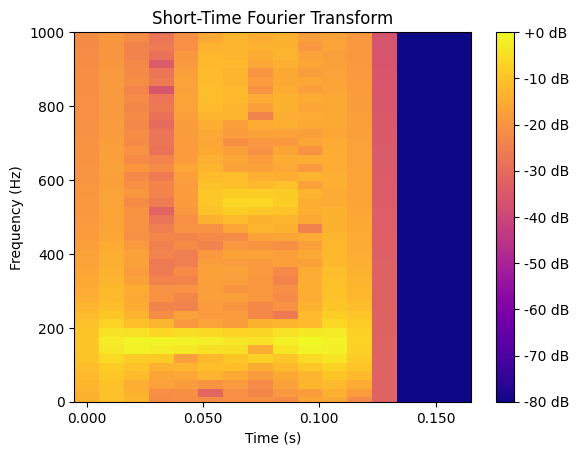 Short-Time Fourier Transform
1000
800
600
400
200
0
Frequency (Hz)
0.000
0.050
0.100
0.150
Time (s)
+0 dB
-10 dB
-20 dB
-30 dB
-40 dB
-50 dB
-60 dB
-70 dB
-80 dB